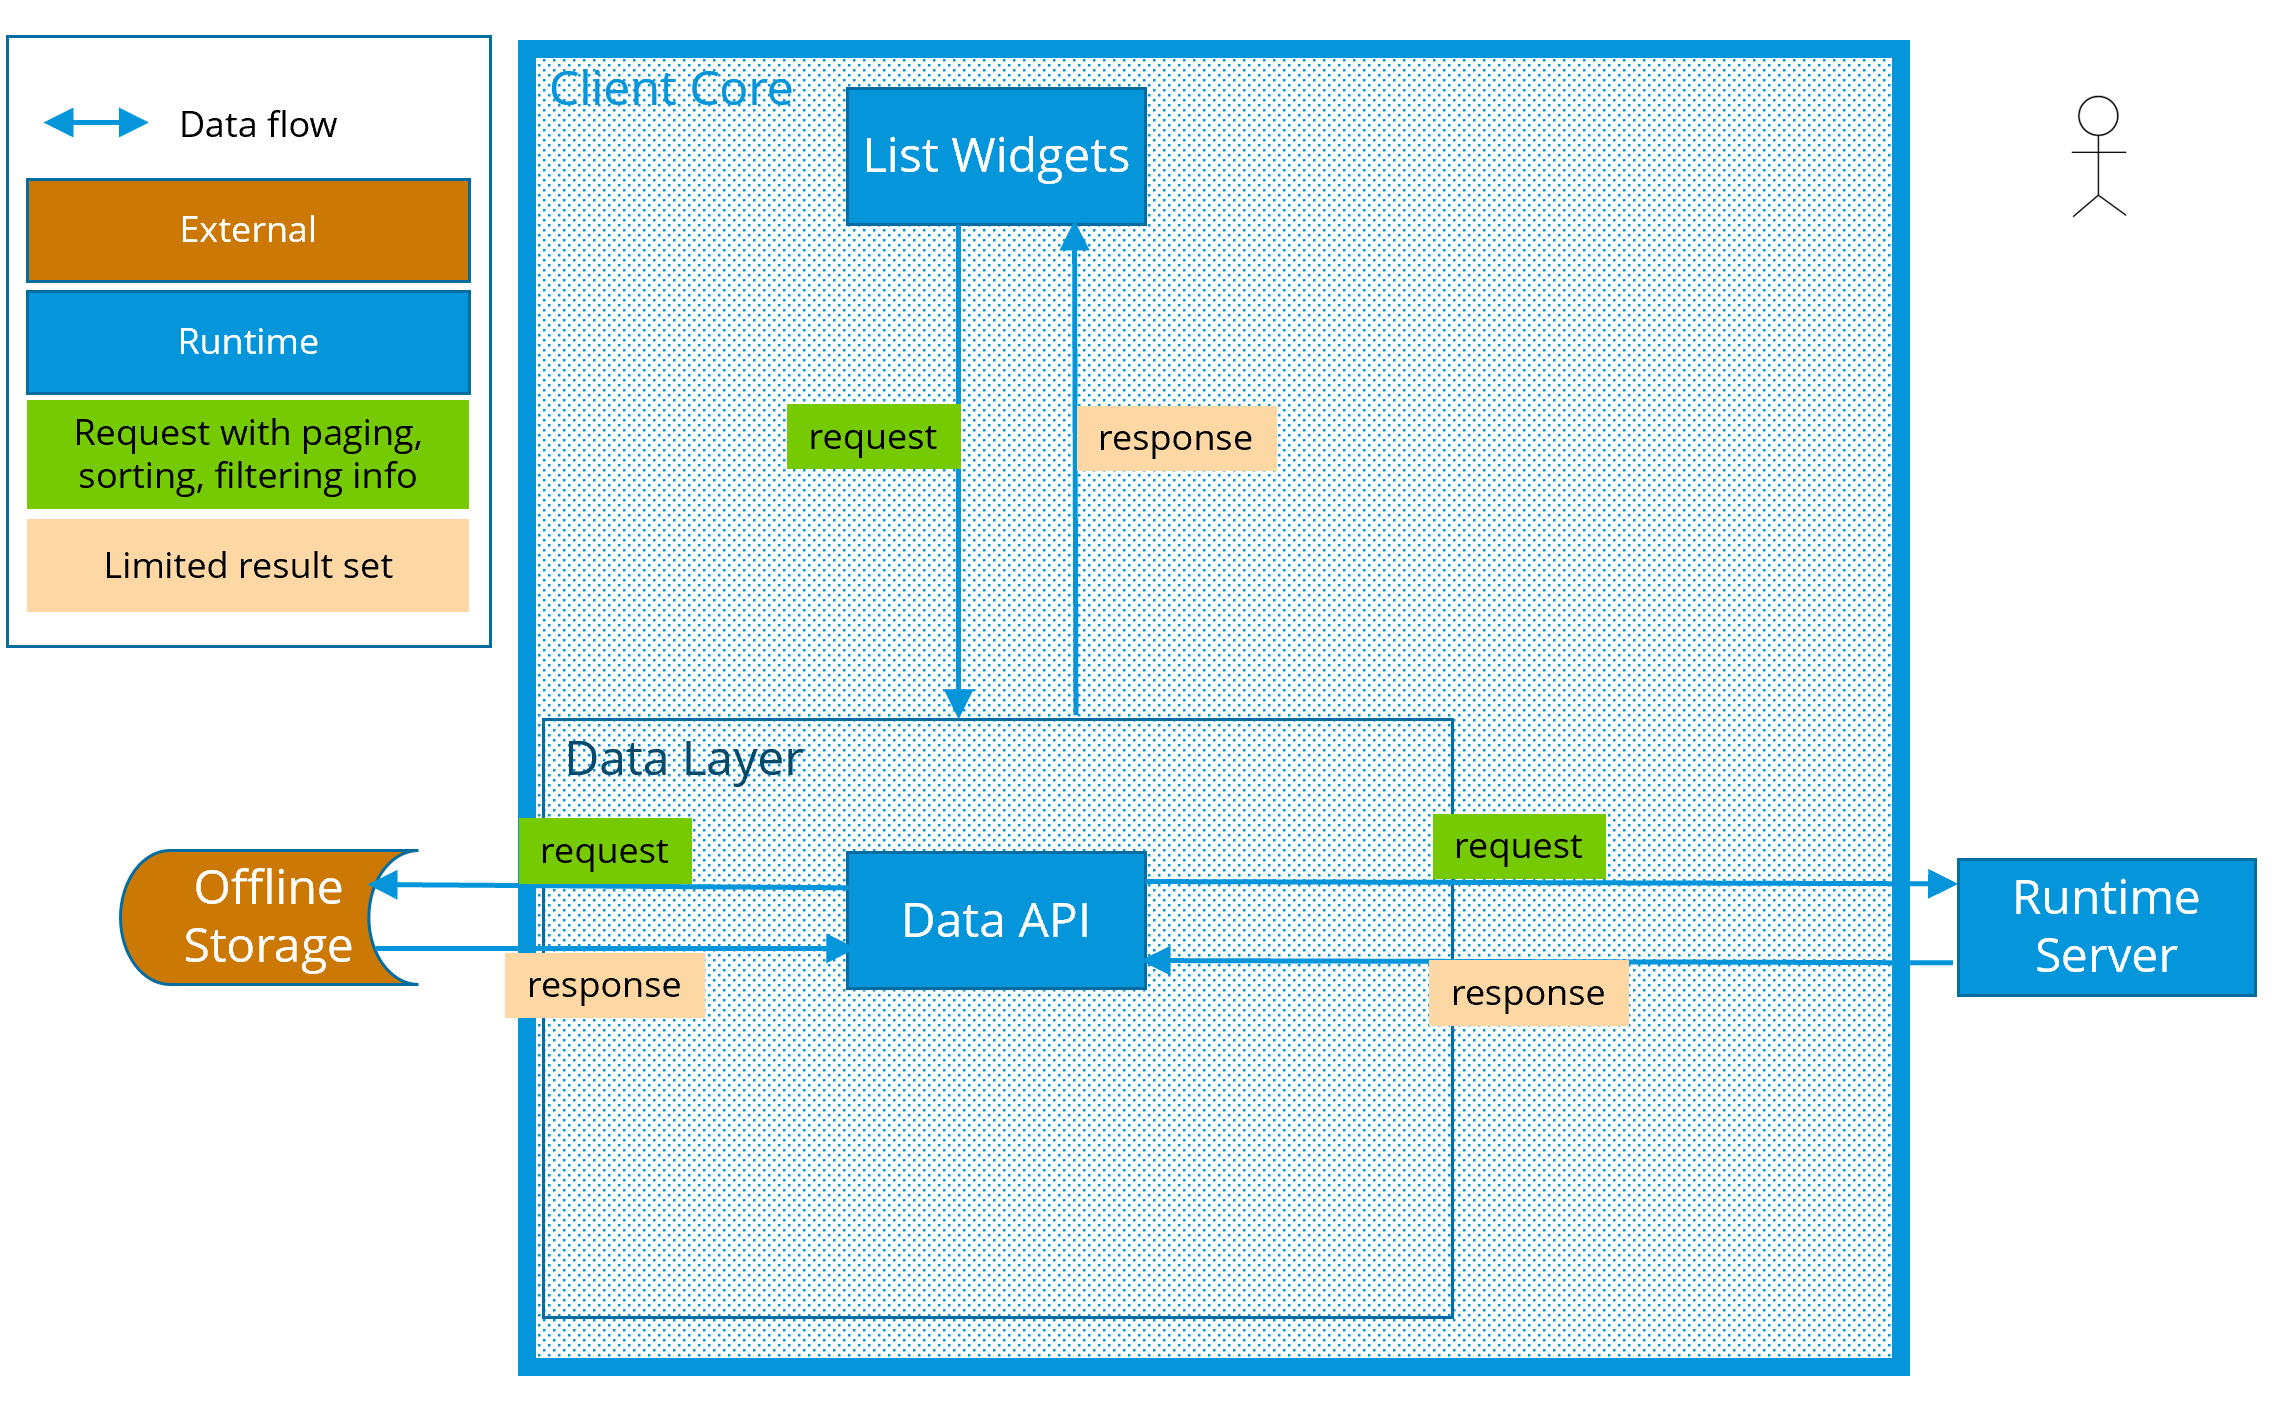 Data flow
External
Runtime
Request with paging,
sorting, filtering info
Limited result set
Client Core
List Widgets
request
response
Data Layer
request
request
Offline
Storage
Data API
Runtime
Server
response
response